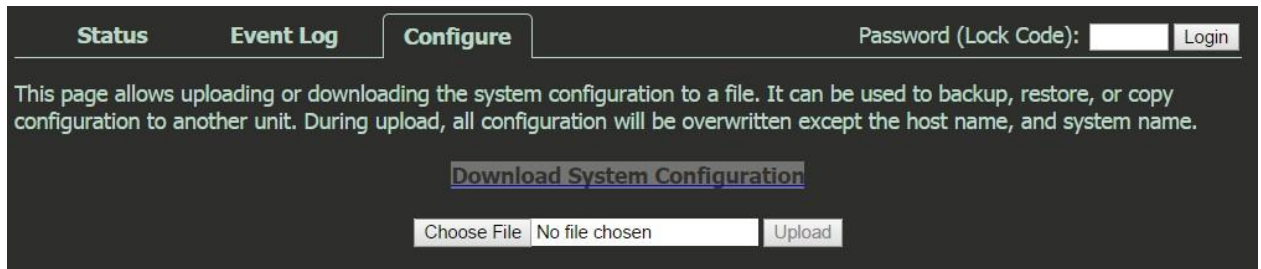 Status Event Log Configure Password (Lock Code): Login
This page allows uploading or downloading the system configuration to a file. It can be used to backup, restore, or copy
configuration to another unit. During upload, all configuration will be overwritten except the host name, and system name.
Download System Configuration
Choose File No file chosen Upload